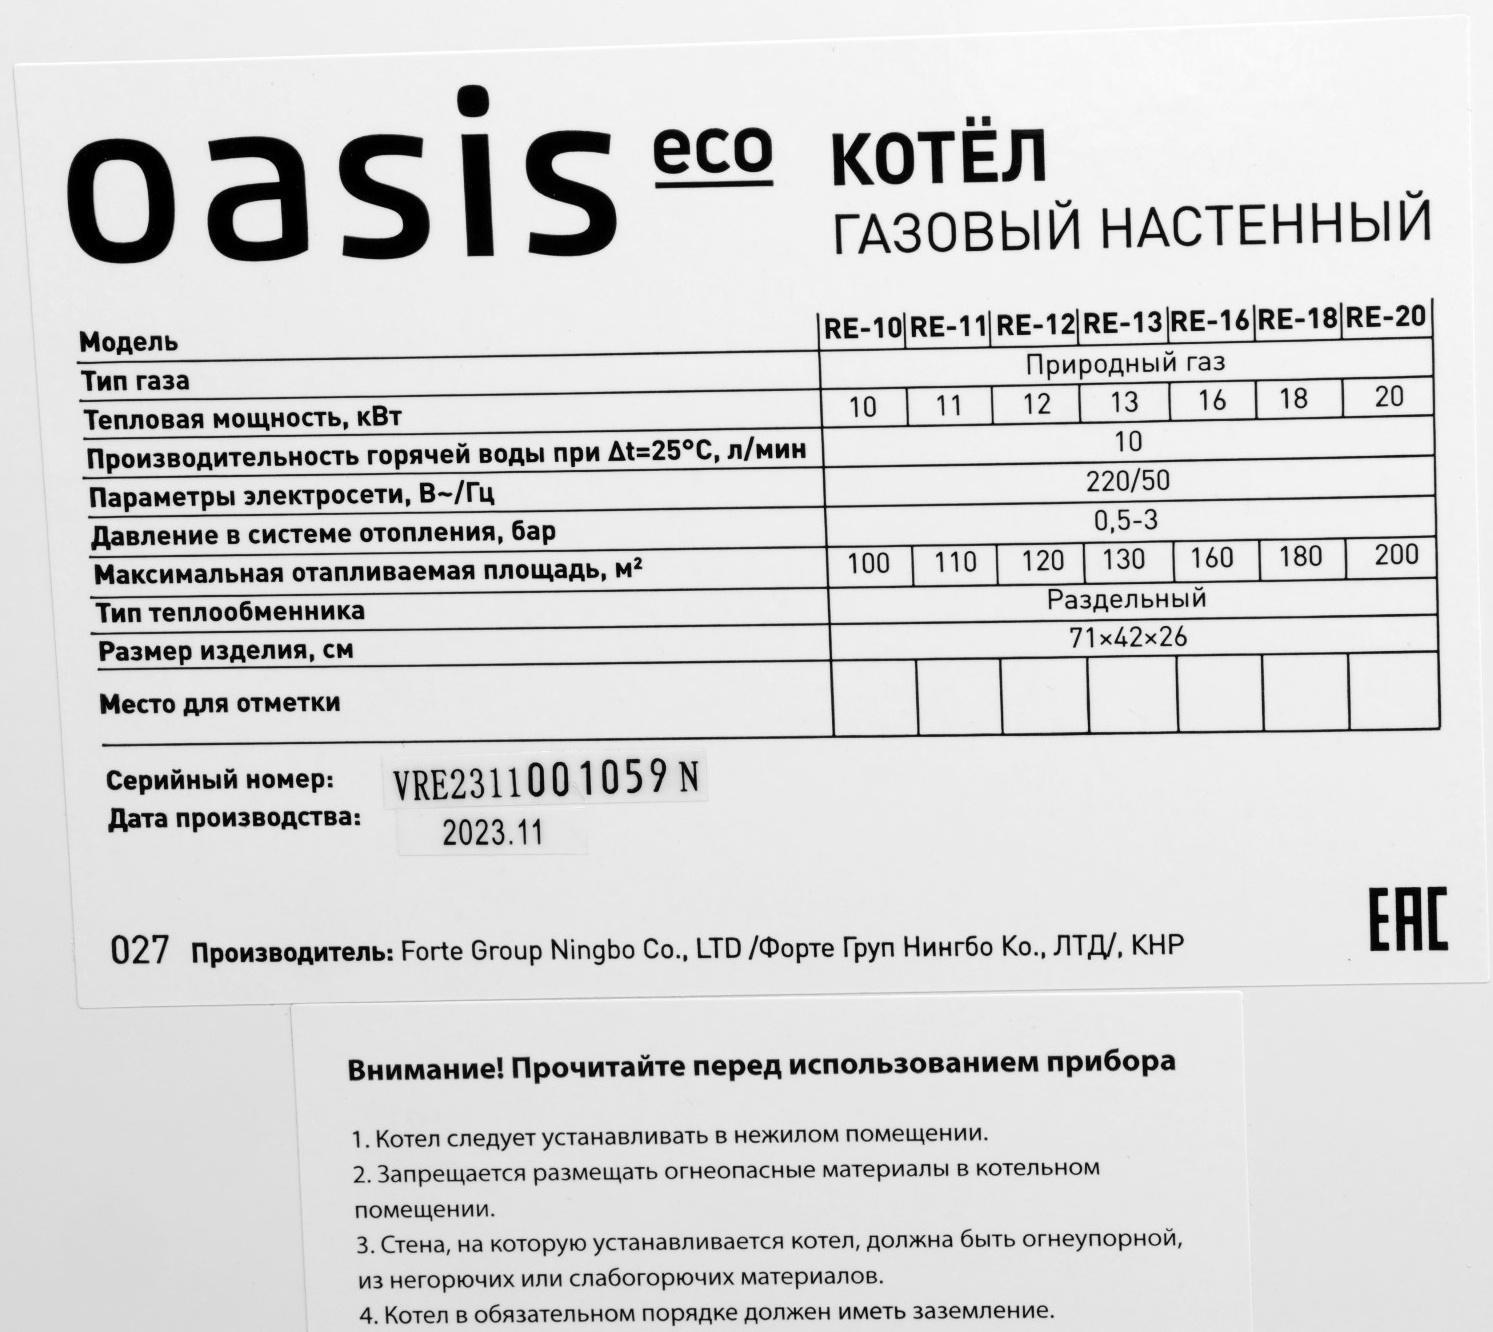 oasis eco КОТЁЛ
ГАЗОВЫЙ НАСТЕННЫЙ
Модель RE-10 RE-11 RE-12 RE-13 RE-16 RE-18 RE-20
Тип газа Природный газ
Тепловая мощность, кВт 10 11 12 13 16 18 20
Производительность горячей воды при Δt=25°C, л/мин 10
Параметры электросети, В~/Гц 220/50
Давление в системе отопления, бар 0,5-3
Максимальная отапливаемая площадь, м² 100 110 120 130 160 180 200
Тип теплообменника Раздельный
Размер изделия, см 71×42×26
Место для отметки
Серийный номер: VRE2311001059 N
Дата производства: 2023.11
EAC
027 Производитель: Forte Group Ningbo Co., LTD /Форте Груп Нингбо Ко., ЛТД/, КНР
Внимание! Прочитайте перед использованием прибора
1. Котел следует устанавливать в нежилом помещении.
2. Запрещается размещать огнеопасные материалы в котельном
помещении.
3. Стена, на которую устанавливается котел, должна быть огнеупорной,
из негорючих или слабогорючих материалов.
4. Котел в обязательном порядке должен иметь заземление.